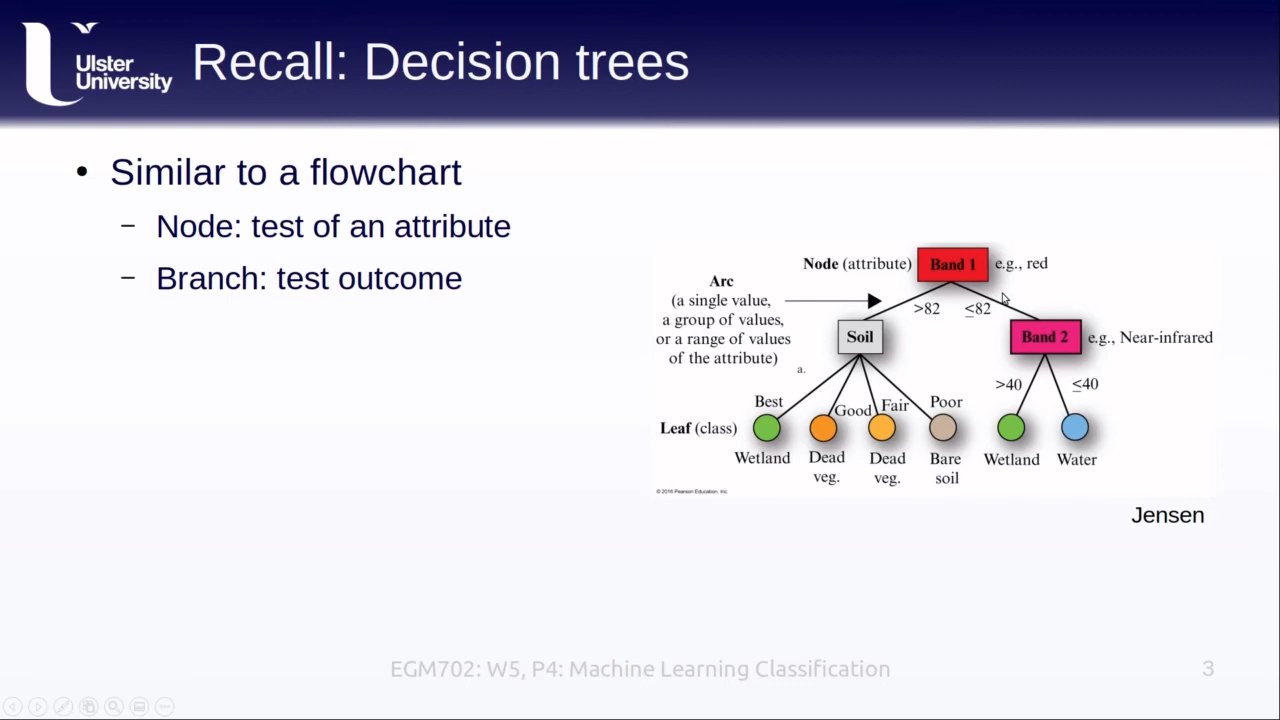 Ulster
University
Recall: Decision trees
• Similar to a flowchart
– Node: test of an attribute
– Branch: test outcome
Node (attribute) Band 1 e.g., red
Arc
(a single value,
a group of values,
or a range of values
of the attribute)
>82 ≤82
Soil Band 2 e.g., Near-infrared
a.
>40 ≤40
Best Good Fair Poor
Leaf (class)
Wetland Dead veg. Dead veg. Bare soil Wetland Water
© 2016 Pearson Education, Inc.
Jensen
EGM702: W5, P4: Machine Learning Classification
3